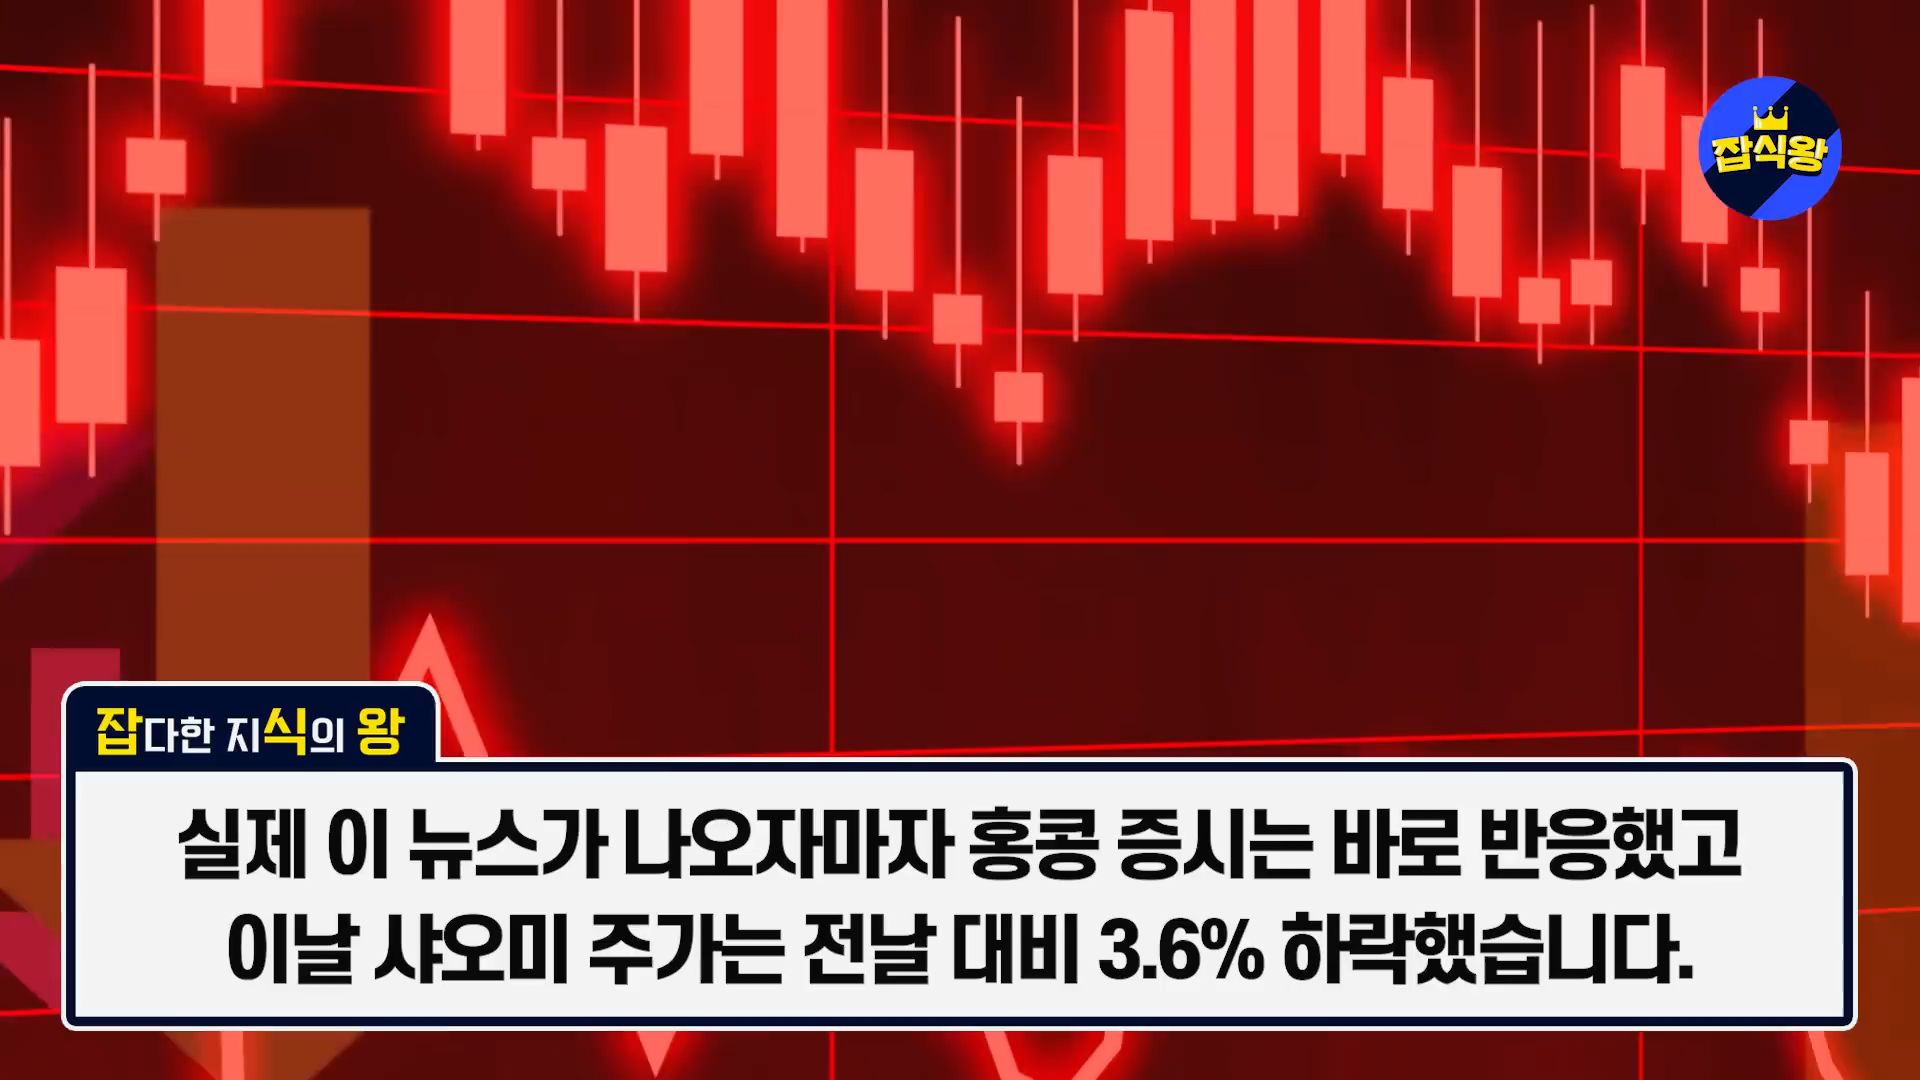 잡식왕
잡다한 지식의 왕
실제 이 뉴스가 나오자마자 홍콩 증시는 바로 반응했고
이날 샤오미 주가는 전날 대비 3.6% 하락했습니다.